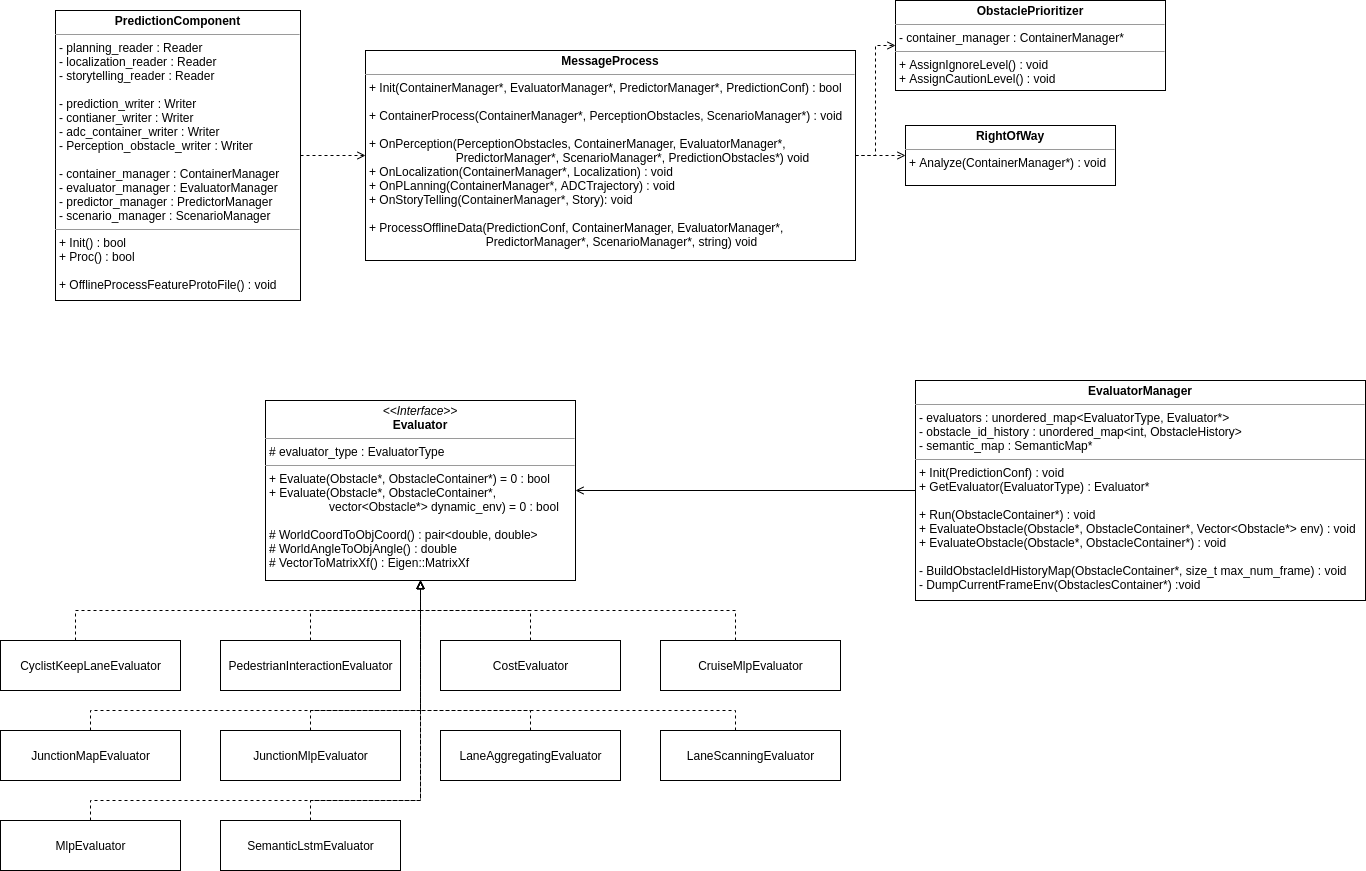 PredictionComponent
- planning_reader : Reader
- localization_reader : Reader
- storytelling_reader : Reader
- prediction_writer : Writer
- contianer_writer : Writer
- adc_container_writer : Writer
- Perception_obstacle_writer : Writer
- container_manager : ContainerManager
- evaluator_manager : EvaluatorManager
- predictor_manager : PredictorManager
- scenario_manager : ScenarioManager
+ Init() : bool
+ Proc() : bool
+ OfflineProcessFeatureProtoFile() : void
MessageProcess
+ Init(ContainerManager*, EvaluatorManager*, PredictorManager*, PredictionConf) : bool
+ ContainerProcess(ContainerManager*, PerceptionObstacles, ScenarioManager*) : void
+ OnPerception(PerceptionObstacles, ContainerManager, EvaluatorManager*,
PredictorManager*, ScenarioManager*, PredictionObstacles*) void
+ OnLocalization(ContainerManager*, Localization) : void
+ OnPLanning(ContainerManager*, ADCTrajectory) : void
+ OnStoryTelling(ContainerManager*, Story): void
+ ProcessOfflineData(PredictionConf, ContainerManager, EvaluatorManager*,
PredictorManager*, ScenarioManager*, string) void
ObstaclePrioritizer
- container_manager : ContainerManager*
+ AssignIgnoreLevel() : void
+ AssignCautionLevel() : void
RightOfWay
+ Analyze(ContainerManager*) : void
<<Interface>>
Evaluator
# evaluator_type : EvaluatorType
+ Evaluate(Obstacle*, ObstacleContainer*) = 0 : bool
+ Evaluate(Obstacle*, ObstacleContainer*,
vector<Obstacle*> dynamic_env) = 0 : bool
# WorldCoordToObjCoord() : pair<double, double>
# WorldAngleToObjAngle() : double
# VectorToMatrixXf() : Eigen::MatrixXf
EvaluatorManager
- evaluators : unordered_map<EvaluatorType, Evaluator*>
- obstacle_id_history : unordered_map<int, ObstacleHistory>
- semantic_map : SemanticMap*
+ Init(PredictionConf) : void
+ GetEvaluator(EvaluatorType) : Evaluator*
+ Run(ObstacleContainer*) : void
+ EvaluateObstacle(Obstacle*, ObstacleContainer*, Vector<Obstacle*> env) : void
+ EvaluateObstacle(Obstacle*, ObstacleContainer*) : void
- BuildObstacleIdHistoryMap(ObstacleContainer*, size_t max_num_frame) : void
- DumpCurrentFrameEnv(ObstaclesContainer*) :void
CyclistKeepLaneEvaluator
PedestrianInteractionEvaluator
CostEvaluator
CruiseMlpEvaluator
JunctionMapEvaluator
JunctionMlpEvaluator
LaneAggregatingEvaluator
LaneScanningEvaluator
MlpEvaluator
SemanticLstmEvaluator